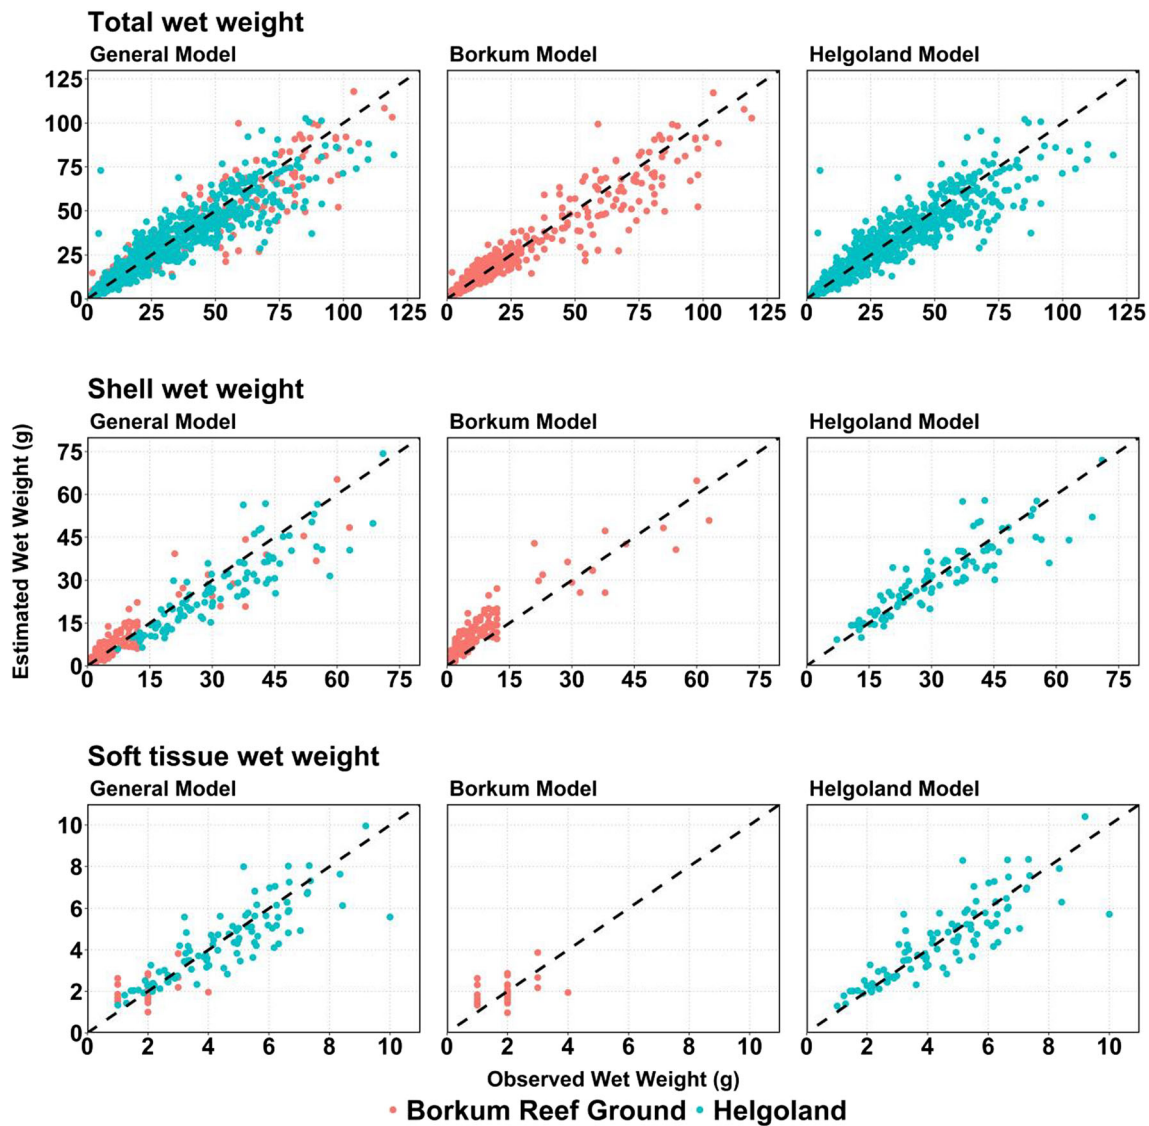 Total wet weight
General Model Borkum Model Helgoland Model
125
100
75
50
25
0
0 25 50 75 100 125 0 25 50 75 100 125 0 25 50 75 100 125
Shell wet weight
General Model Borkum Model Helgoland Model
75
60
45
30
15
0
0 15 30 45 60 75 0 15 30 45 60 75 0 15 30 45 60 75
Estimated Wet Weight (g)
Soft tissue wet weight
General Model Borkum Model Helgoland Model
10
8
6
4
2
0
0 2 4 6 8 10 0 2 4 6 8 10 0 2 4 6 8 10
Observed Wet Weight (g)
Borkum Reef Ground Helgoland